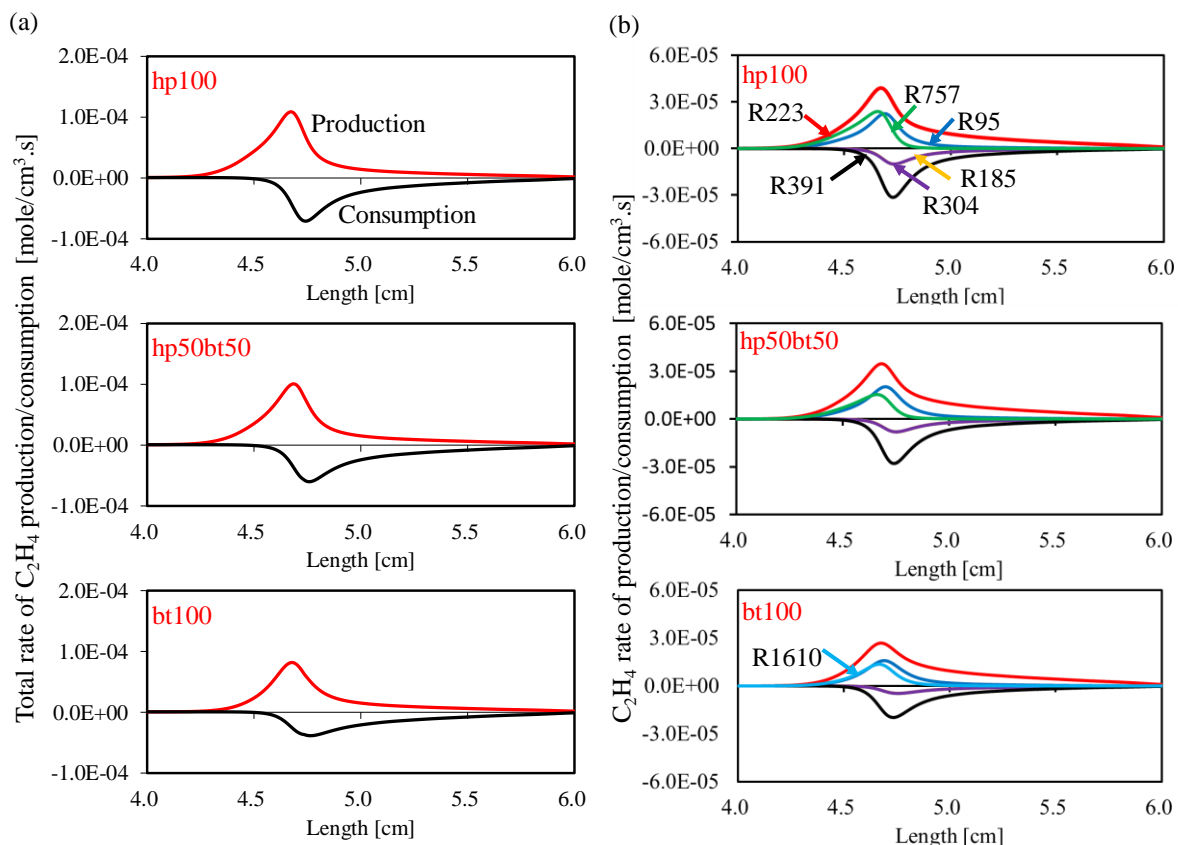 (a)
Total rate of C₂H₄ production/consumption [mole/cm³.s]
2.0E-04
1.0E-04
0.0E+00
-1.0E-04
hp100
Production
Consumption
4.0 4.5 5.0 5.5 6.0
Length [cm]
2.0E-04
1.0E-04
0.0E+00
-1.0E-04
hp50bt50
4.0 4.5 5.0 5.5 6.0
Length [cm]
2.0E-04
1.0E-04
0.0E+00
-1.0E-04
bt100
4.0 4.5 5.0 5.5 6.0
Length [cm]
(b)
C₂H₄ rate of production/consumption [mole/cm³.s]
6.0E-05
3.0E-05
0.0E+00
-3.0E-05
-6.0E-05
hp100
R223
R757
R95
R391
R185
R304
4.0 4.5 5.0 5.5 6.0
Length [cm]
6.0E-05
3.0E-05
0.0E+00
-3.0E-05
-6.0E-05
hp50bt50
4.0 4.5 5.0 5.5 6.0
Length [cm]
6.0E-05
3.0E-05
0.0E+00
-3.0E-05
-6.0E-05
bt100
R1610
4.0 4.5 5.0 5.5 6.0
Length [cm]